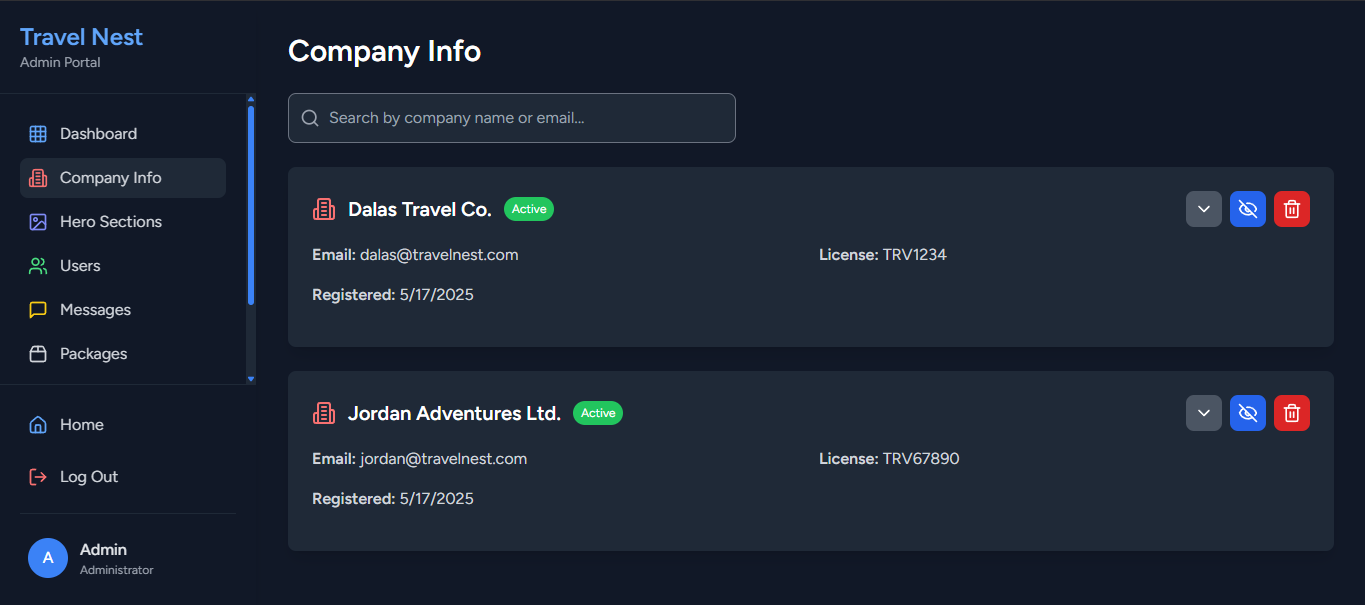 Travel Nest
Admin Portal
Dashboard
Company Info
Hero Sections
Users
Messages
Packages
Home
Log Out
A
Admin
Administrator
Company Info
Search by company name or email...
Dalas Travel Co. Active
Email: dalas@travelnest.com License: TRV1234
Registered: 5/17/2025
Jordan Adventures Ltd. Active
Email: jordan@travelnest.com License: TRV67890
Registered: 5/17/2025